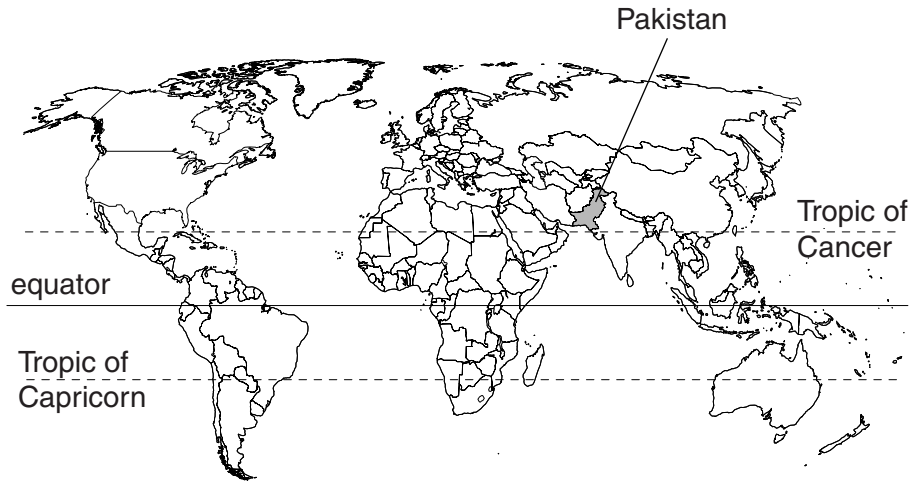 Pakistan
Tropic of
Cancer
equator
Tropic of
Capricorn